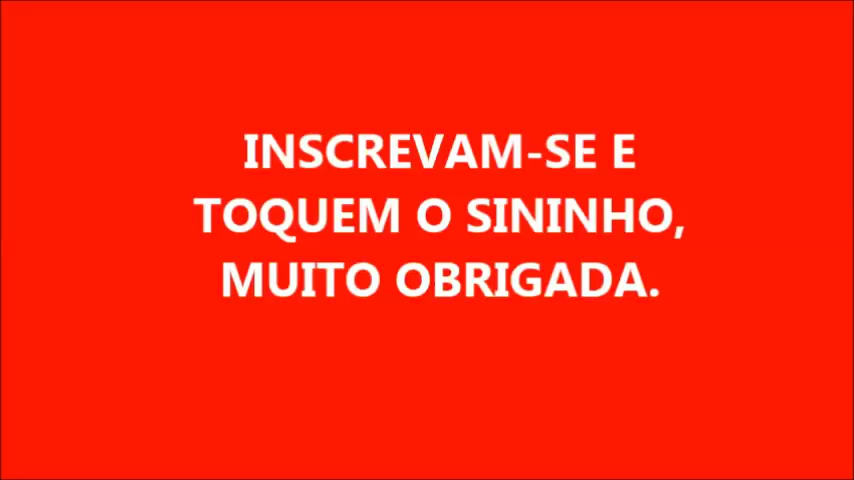 INSCREVAM-SE E
TOQUEM O SININHO,
MUITO OBRIGADA.